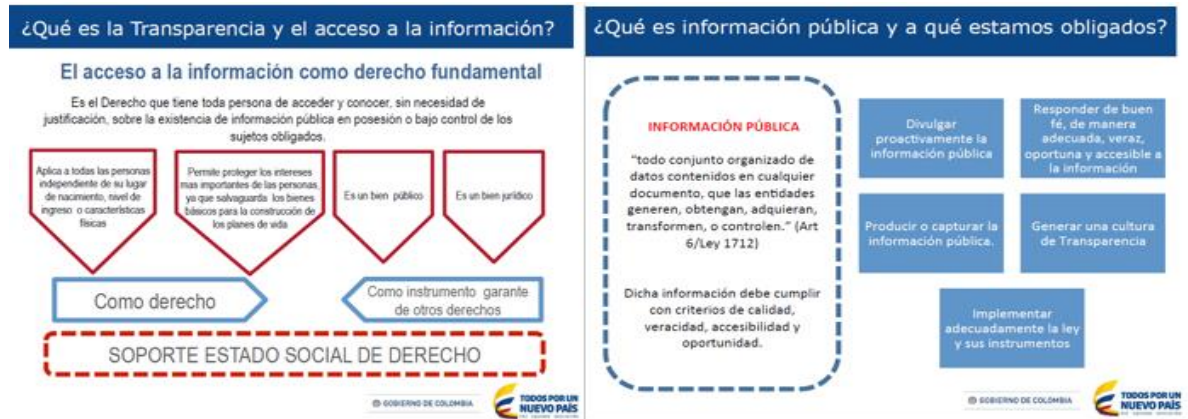 ¿Qué es la Transparencia y el acceso a la información?
El acceso a la información como derecho fundamental
Es el Derecho que tiene toda persona de acceder y conocer, sin necesidad de
justificación, sobre la existencia de información pública en posesión o bajo control de los
sujetos obligados.
Aplica a todas las personas
independiente de su lugar
de nacimiento, nivel de
ingreso o características
físicas
Permite proteger los intereses
mas importantes de las personas,
ya que salvaguarda los bienes
básicos para la construcción de
los planes de vida
Es un bien público
Es un bien jurídico
Como derecho
Como instrumento garante
de otros derechos
SOPORTE ESTADO SOCIAL DE DERECHO
GOBIERNO DE COLOMBIA
TODOS POR UN
NUEVO PAÍS
¿Qué es información pública y a qué estamos obligados?
INFORMACIÓN PÚBLICA
"todo conjunto organizado de
datos contenidos en cualquier
documento, que las entidades
generen, obtengan, adquieran,
transformen, o controlen." (Art
6/Ley 1712)
Dicha información debe cumplir
con criterios de calidad,
veracidad, accesibilidad y
oportunidad.
Divulgar
proactivamente la
información pública
Responder de buen
fé, de manera
adecuada, veraz,
oportuna y accesible a
la información
Producir o capturar la
información pública.
Generar una cultura
de Transparencia
Implementar
adecuadamente la ley
y sus instrumentos
GOBIERNO DE COLOMBIA
TODOS POR UN
NUEVO PAÍS